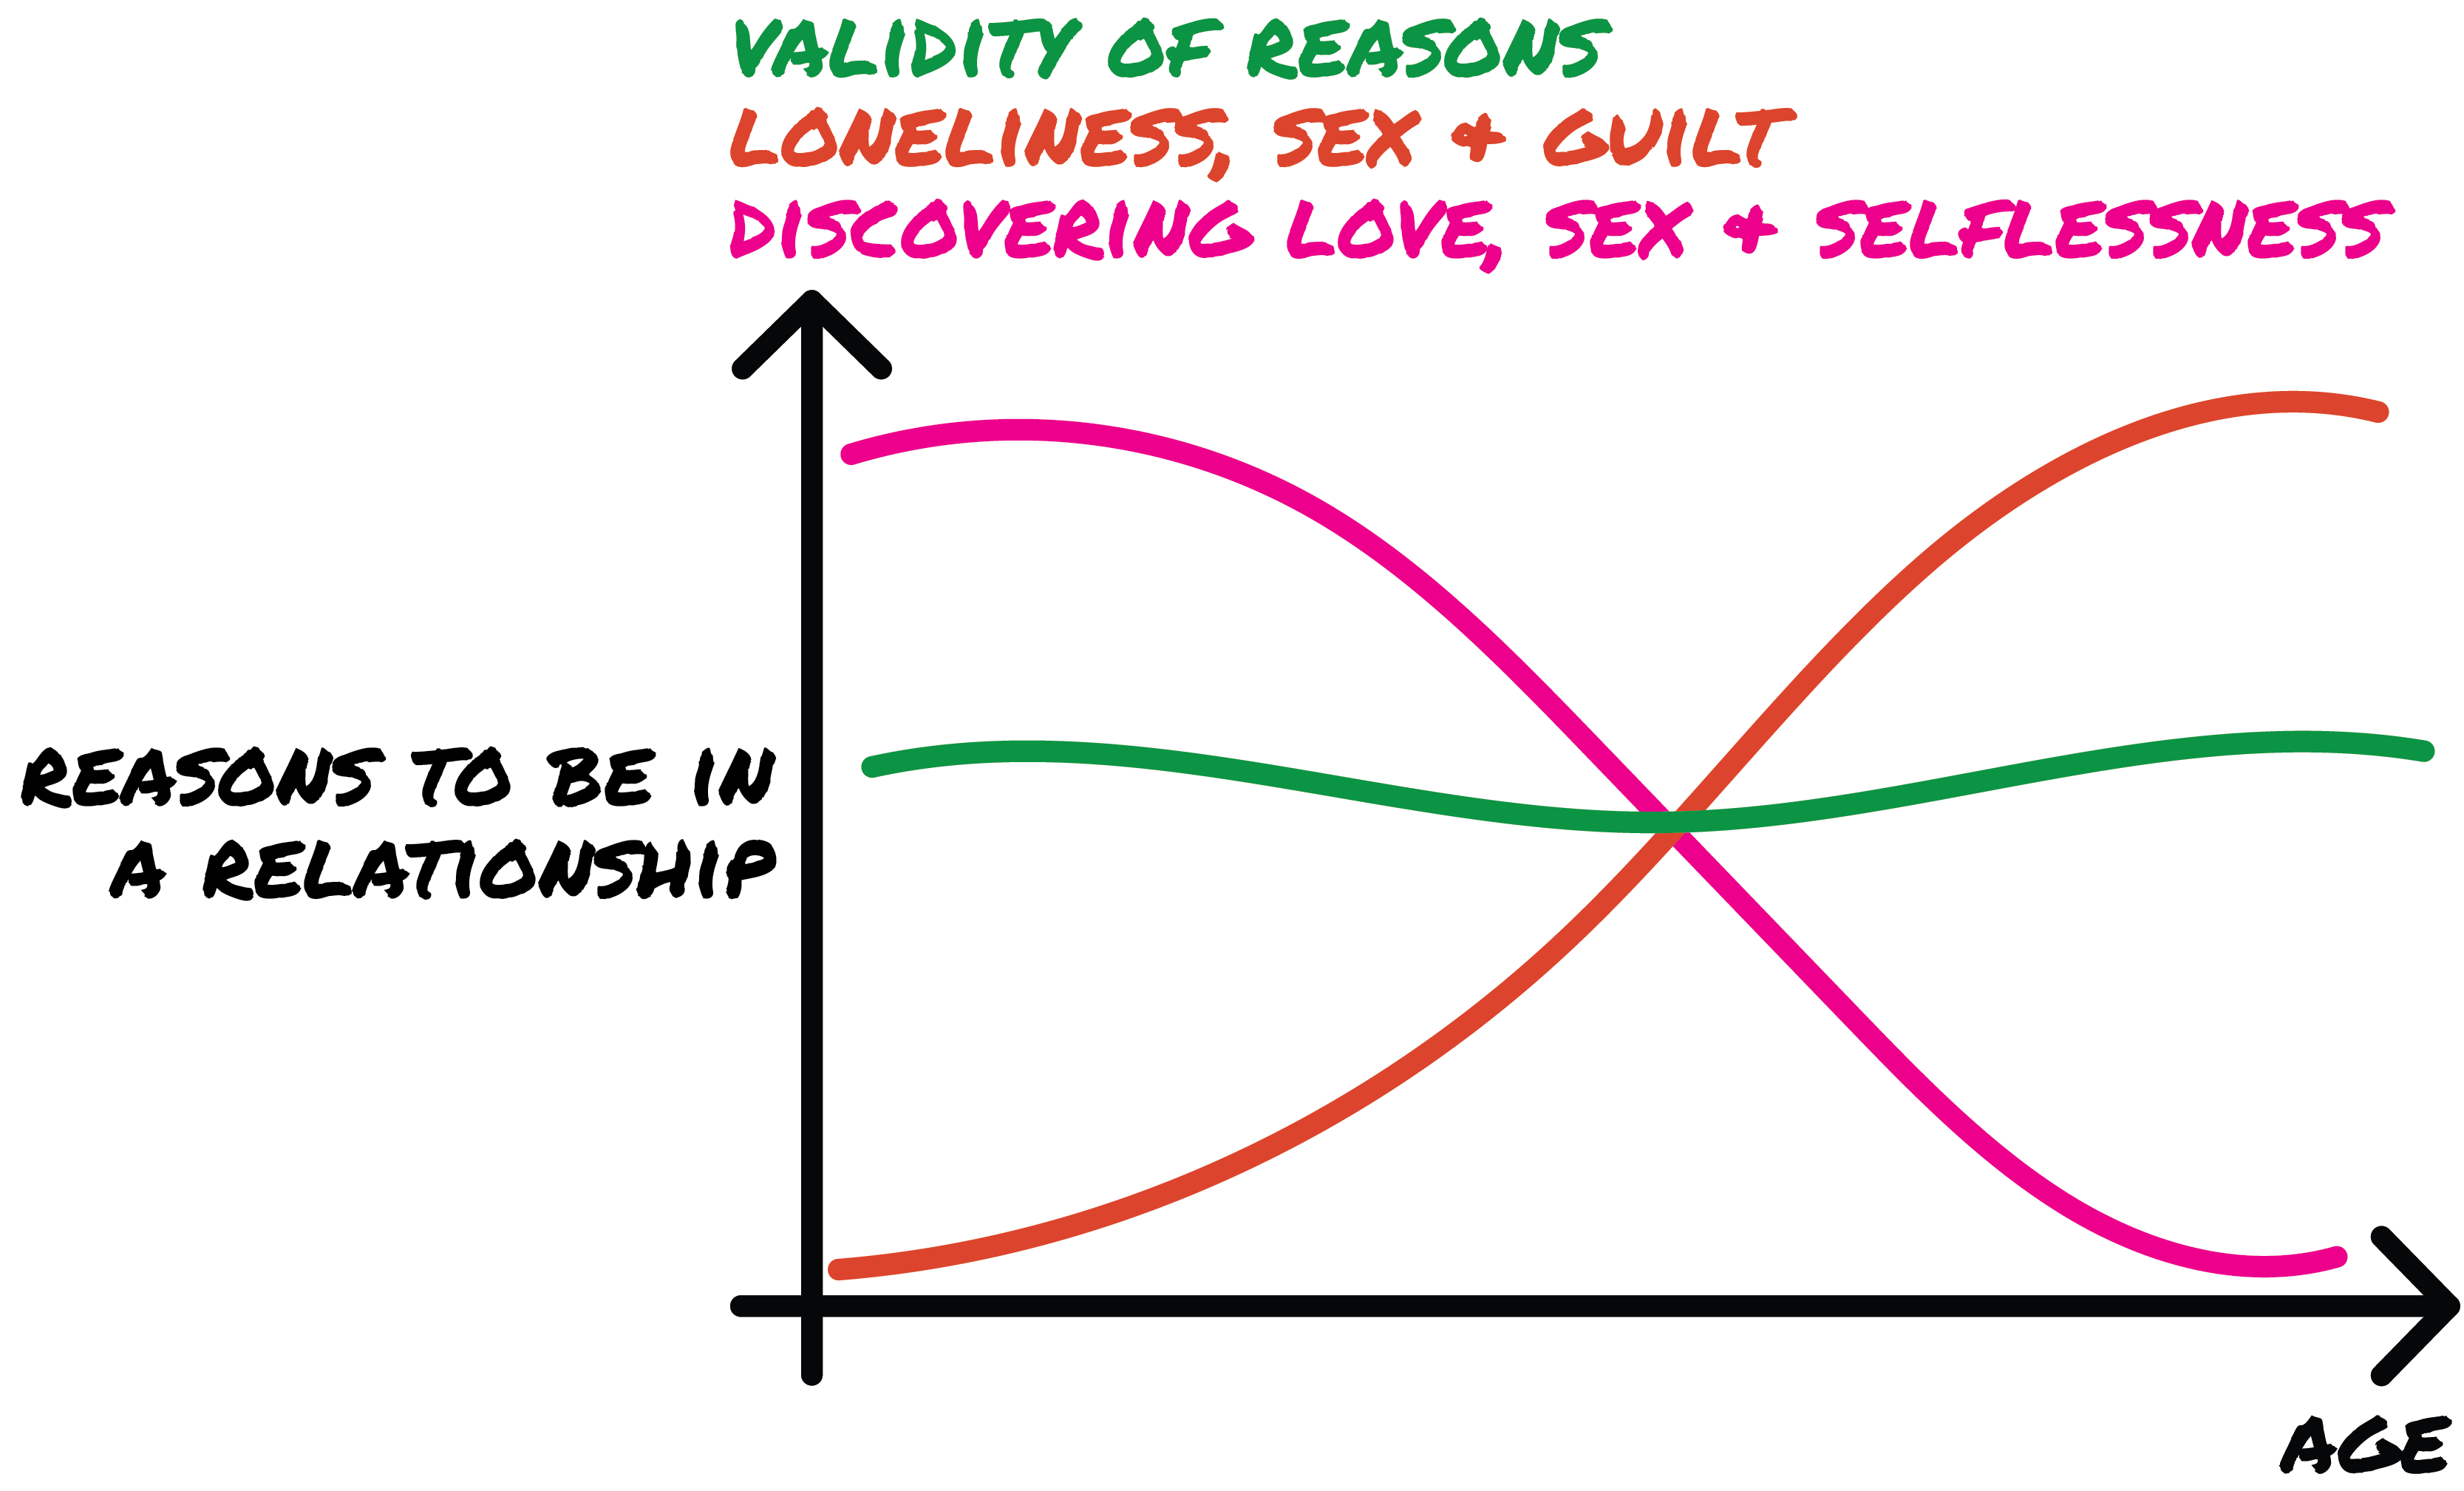 VALIDITY OF REASONS
LONELINESS, SEX + GUILT
DISCOVERING LOVE, SEX + SELFLESSNESS
REASONS TO BE IN
A RELATIONSHIP
AGE